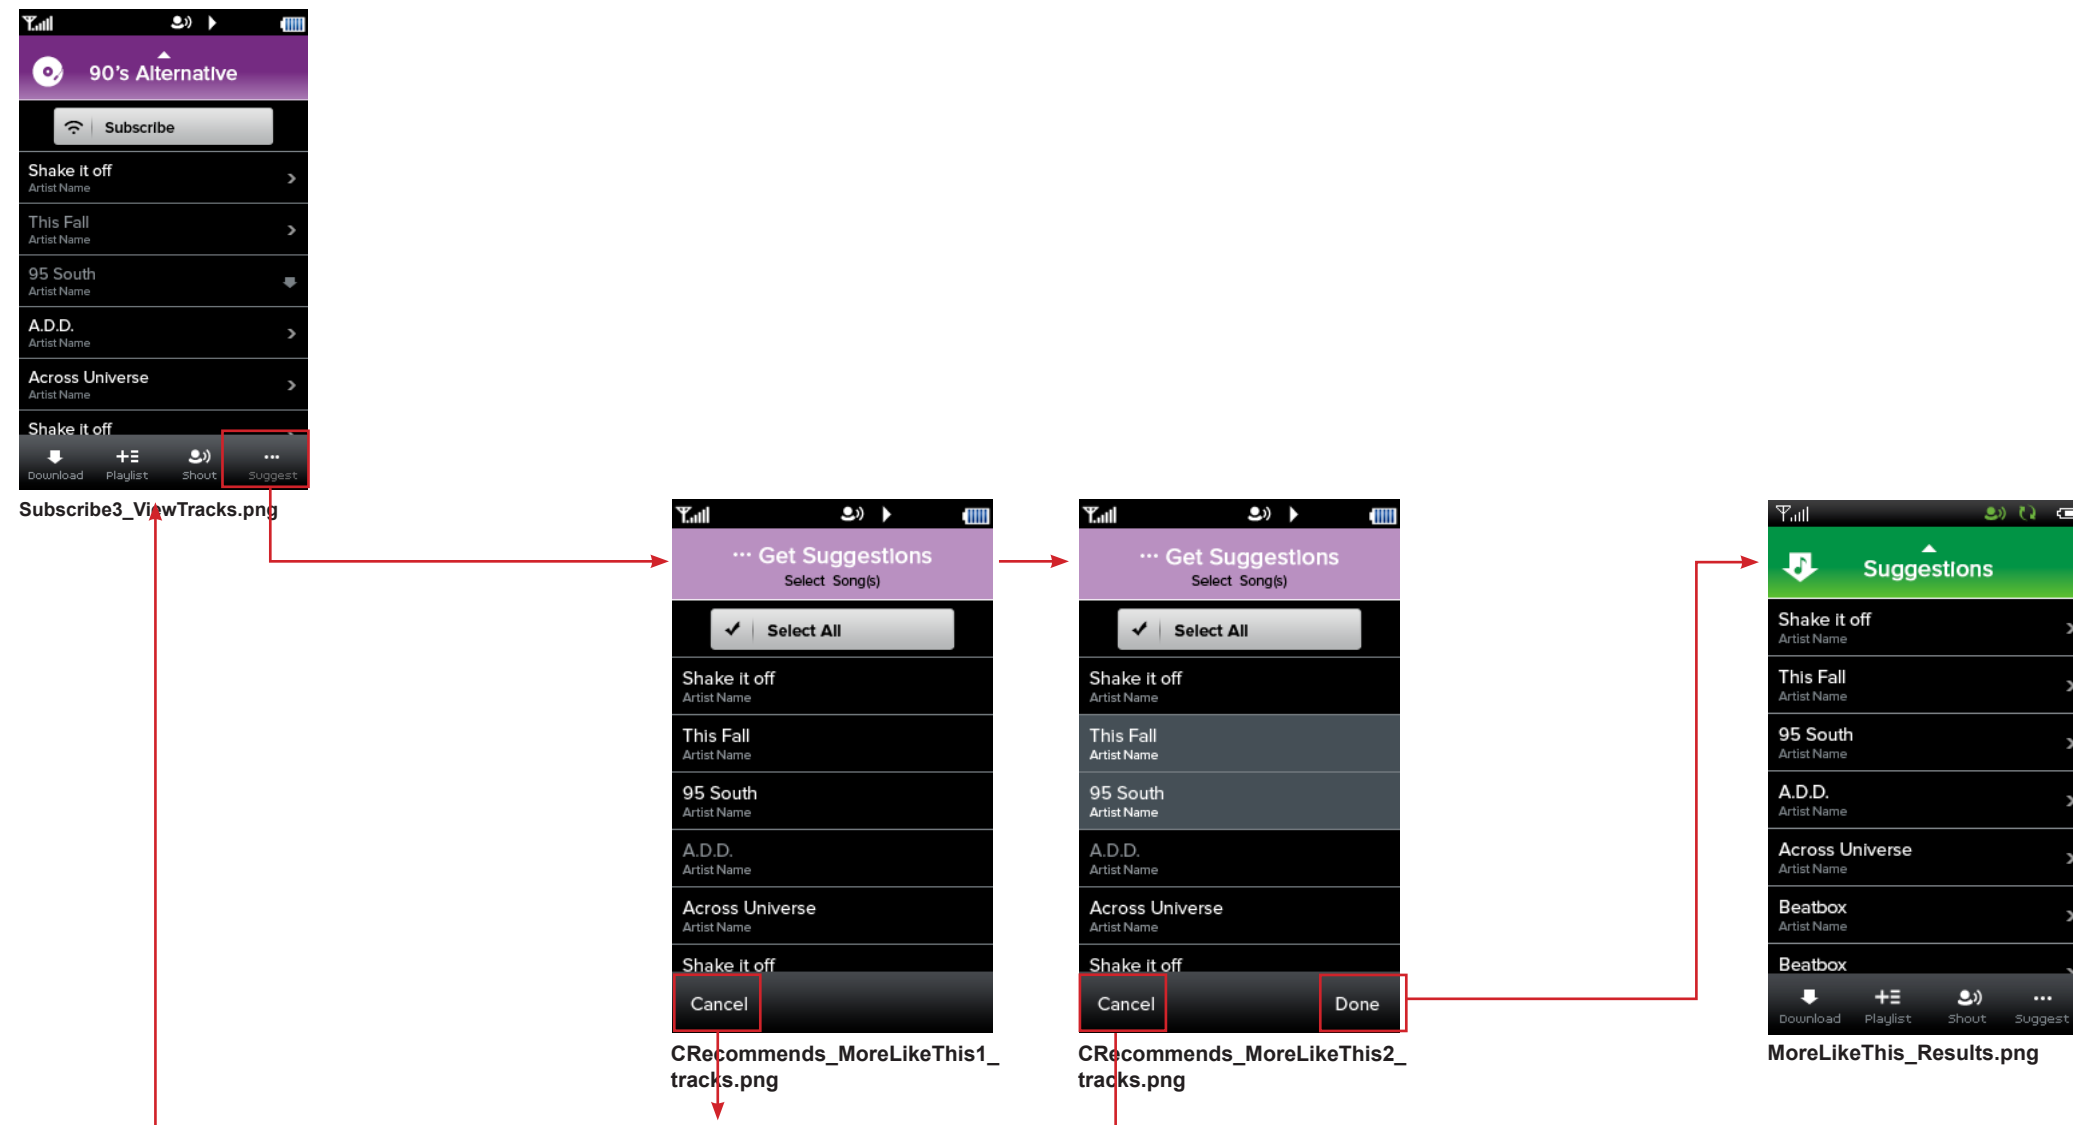 90's Alternative
Subscribe
Shake it off
Artist Name
This Fall
Artist Name
95 South
Artist Name
A.D.D.
Artist Name
Across Universe
Artist Name
Shake it off
Download Playlist Shout Suggest
Subscribe3_ViewTracks.png
··· Get Suggestions
Select Song(s)
Select All
Shake it off
Artist Name
This Fall
Artist Name
95 South
Artist Name
A.D.D.
Artist Name
Across Universe
Artist Name
Shake it off
Cancel
CRecommends_MoreLikeThis1_
tracks.png
··· Get Suggestions
Select Song(s)
Select All
Shake it off
Artist Name
This Fall
Artist Name
95 South
Artist Name
A.D.D.
Artist Name
Across Universe
Artist Name
Shake it off
Cancel Done
CRecommends_MoreLikeThis2_
tracks.png
Suggestions
Shake it off
Artist Name
This Fall
Artist Name
95 South
Artist Name
A.D.D.
Artist Name
Across Universe
Artist Name
Beatbox
Artist Name
Beatbox
Download Playlist Shout Suggest
MoreLikeThis_Results.png